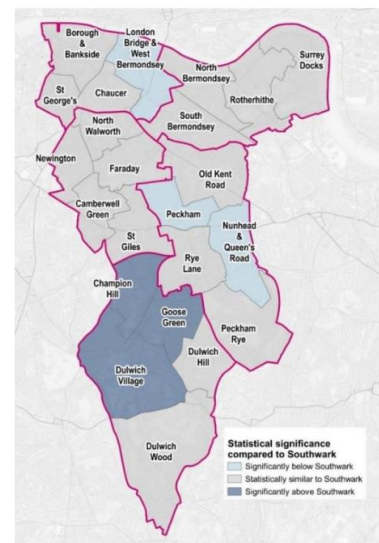 Borough
&
Bankside
London
Bridge &
West
Bermondsey
North
Bermondsey
Surrey
Docks
St
George's
Chaucer
Rotherhithe
South
Bermondsey
North
Walworth
Newington
Faraday
Old Kent
Road
Camberwell
Green
Peckham
Nunhead
&
Queen's
Road
St
Giles
Rye
Lane
Champion
Hill
Goose
Green
Peckham
Rye
Dulwich
Hill
Dulwich
Village
Dulwich
Wood
Statistical significance
compared to Southwark
Significantly below Southwark
Statistically similar to Southwark
Significantly above Southwark